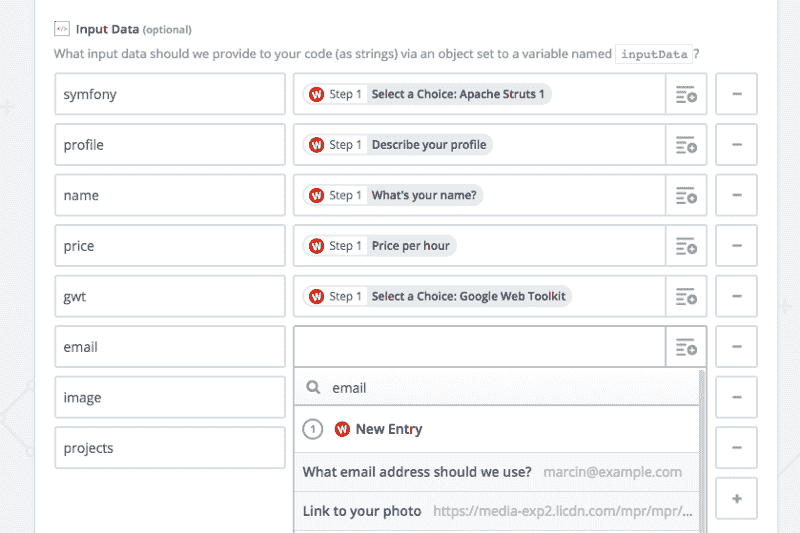 Input Data (optional)
What input data should we provide to your code (as strings) via an object set to a variable named inputData ?
symfony
W Step 1 Select a Choice: Apache Struts 1
profile
W Step 1 Describe your profile
name
W Step 1 What's your name?
price
W Step 1 Price per hour
gwt
W Step 1 Select a Choice: Google Web Toolkit
email
image
projects
email
1 W New Entry
What email address should we use? marcin@example.com
Link to your photo https://media-exp2.licdn.com/mpr/mpr/...